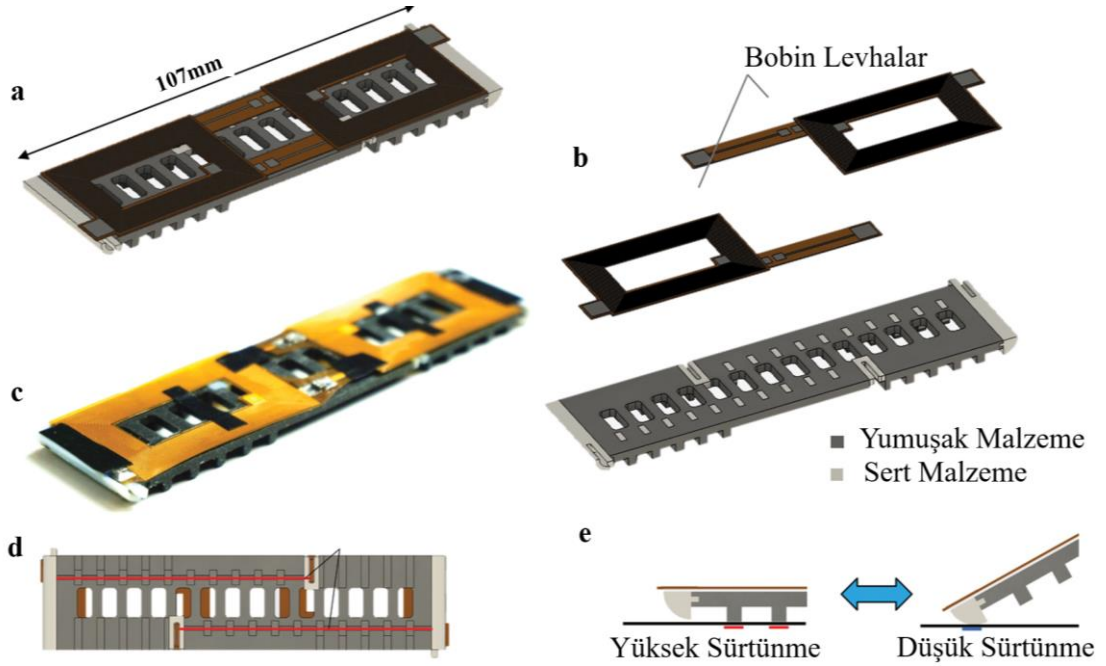 a
107mm
Bobin Levhalar
b
c
Yumuşak Malzeme
Sert Malzeme
d
e
Yüksek Sürtünme
Düşük Sürtünme